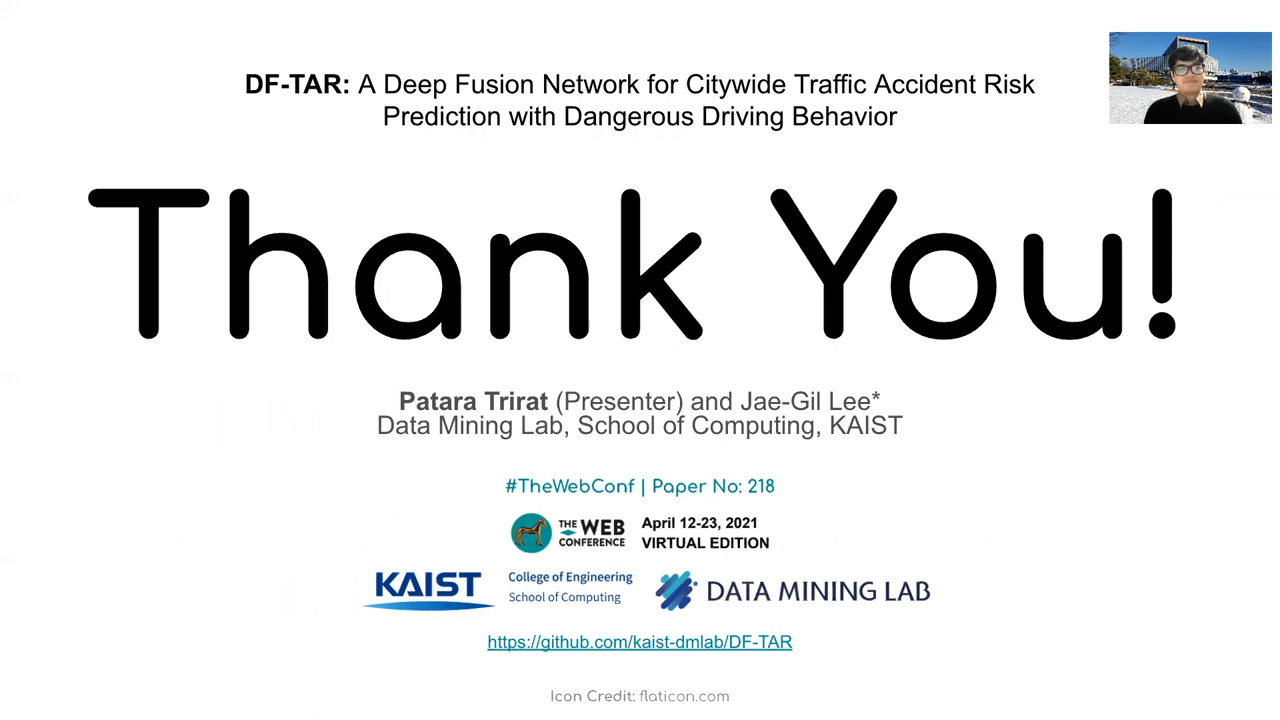 DF-TAR: A Deep Fusion Network for Citywide Traffic Accident Risk
Prediction with Dangerous Driving Behavior
Thank You!
Patara Trirat (Presenter) and Jae-Gil Lee*
Data Mining Lab, School of Computing, KAIST
#TheWebConf | Paper No: 218
THE WEB
CONFERENCE
April 12-23, 2021
VIRTUAL EDITION
KAIST
College of Engineering
School of Computing
DATA MINING LAB
https://github.com/kaist-dmlab/DF-TAR
Icon Credit: flaticon.com